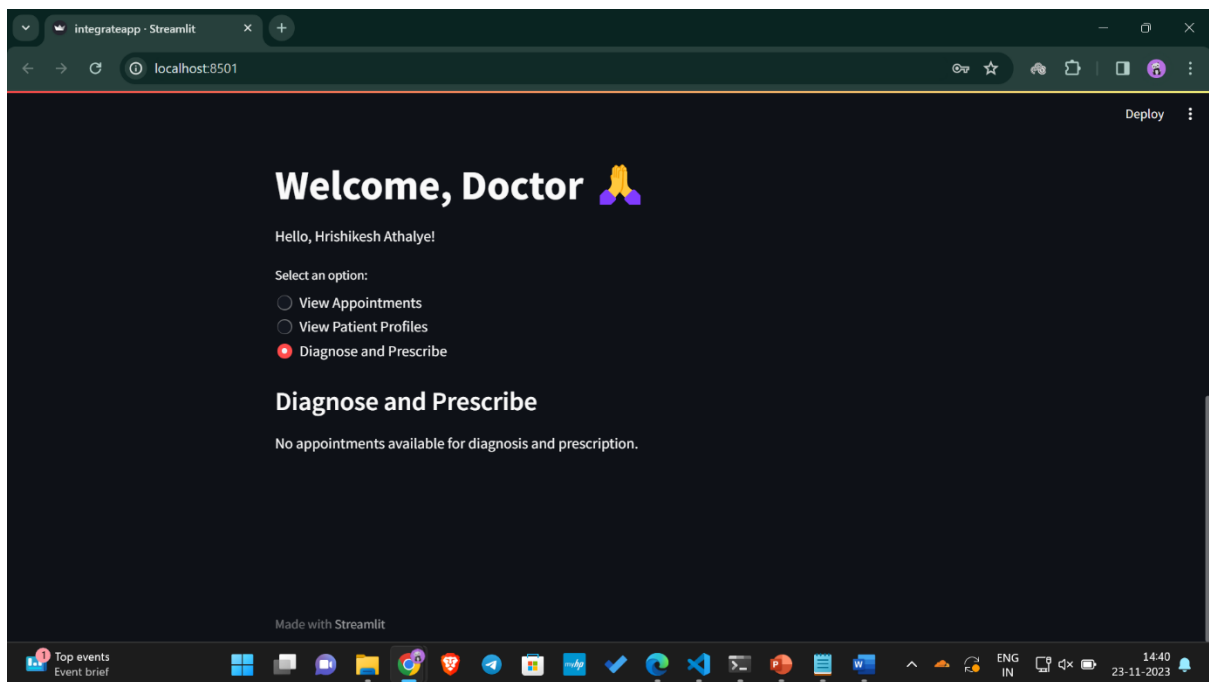 integrateapp · Streamlit
localhost:8501
Deploy
Welcome, Doctor 🙏
Hello, Hrishikesh Athalye!
Select an option:
View Appointments
View Patient Profiles
Diagnose and Prescribe
Diagnose and Prescribe
No appointments available for diagnosis and prescription.
Made with Streamlit
1
Top events
Event brief
myhp
ENG
IN
14:40
23-11-2023